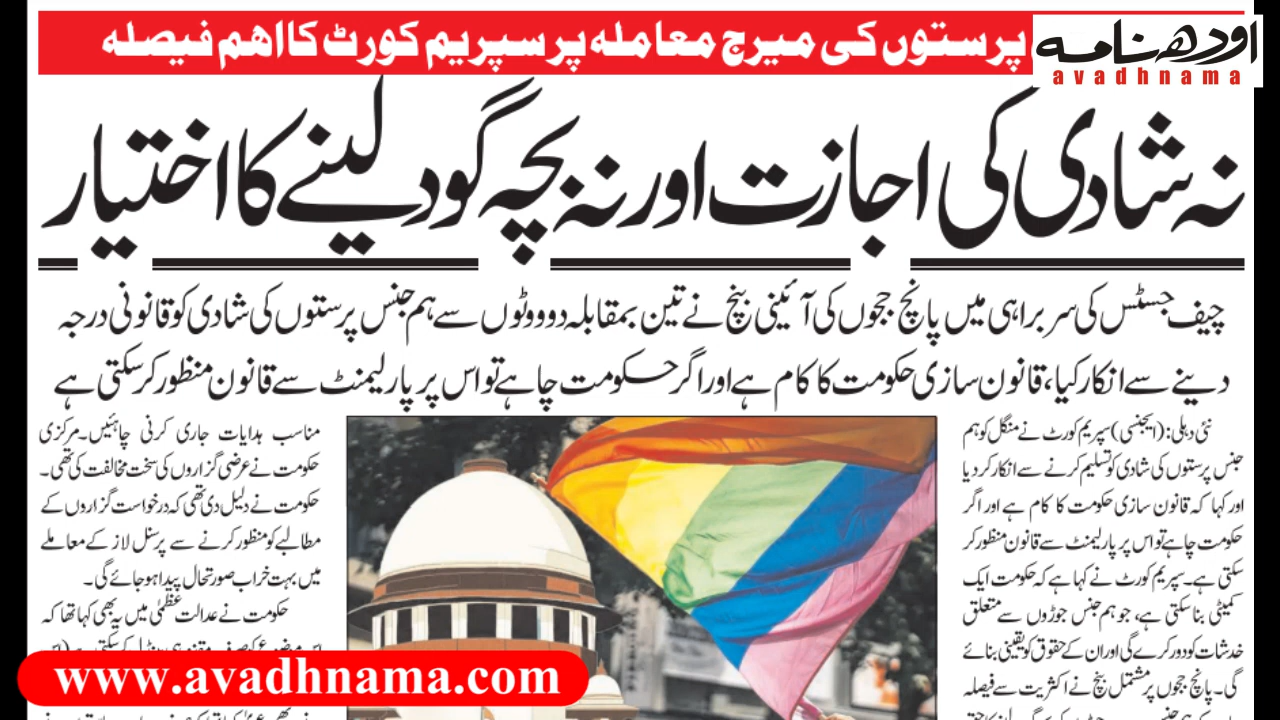 پرستوں کی میرج معاملہ پر سپریم کورٹ کا اهم فیصلہ
اودھ نامہ
avadhnama
نہ شادی کی اجازت اور نہ بچہ گود لینے کا اختیار
چیف جسٹس کی سربراہی میں پانچ ججوں کی آئینی بنچ نے تین بمقابلہ دو ووٹوں سے ہم جنس پرستوں کی شادی کو قانونی درجہ
دینے سے انکار کیا، قانون سازی حکومت کا کام ہے اور اگر حکومت چاہے تو اس پر پارلیمنٹ سے قانون منظور کر سکتی ہے
نئی دہلی: (ایجنسی) سپریم کورٹ نے منگل کو ہم
جنس پرستوں کی شادی کو تسلیم کرنے سے انکار کر دیا
اور کہا کہ قانون سازی حکومت کا کام ہے اور اگر
حکومت چاہے تو اس پر پارلیمنٹ سے قانون منظور کر
سکتی ہے۔ سپریم کورٹ نے کہا ہے کہ حکومت ایک
کمیٹی بنا سکتی ہے، جو ہم جنس جوڑوں سے متعلق
خدشات کو دور کرے گی اور ان کے حقوق کو یقینی بنائے
گی۔ پانچ ججوں پر مشتمل بنچ نے اکثریت سے فیصلہ
مناسب ہدایات جاری کرنی چاہئیں۔ مرکزی
حکومت نے عرضی گزاروں کی سخت مخالفت کی تھی۔
حکومت نے دلیل دی تھی کہ درخواست گزاروں کے
مطالبے کو منظور کرنے سے پرسنل لاز کے معاملے
میں بہت خراب صورتحال پیدا ہو جائے گی۔
حکومت نے عدالت عظمیٰ میں یہ بھی کہا تھا کہ
www.avadhnama.com